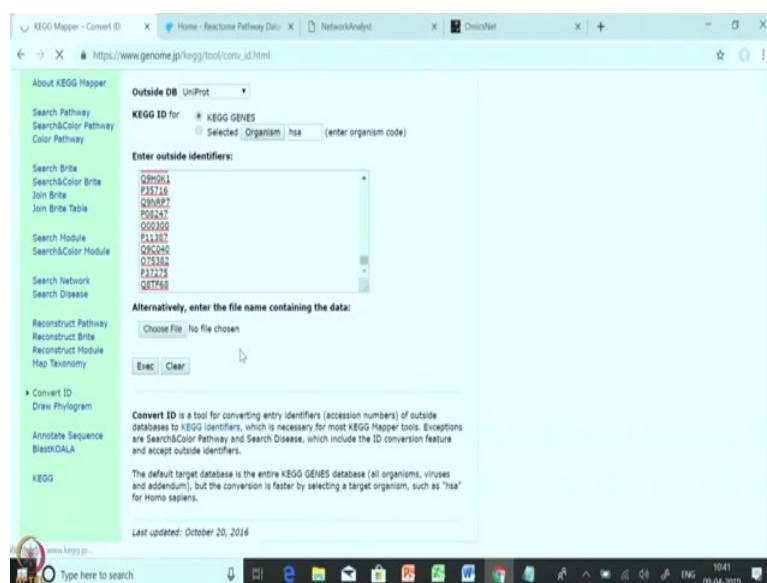 KEGG Mapper - Convert ID
Home - Reactome Pathway Data
NetworkAnalyst
OmicsNet
https://www.genome.jp/kegg/tool/conv_id.html
About KEGG Mapper
Search Pathway
Search&Color Pathway
Color Pathway
Search Brite
Search&Color Brite
Join Brite
Join Brite Table
Search Module
Search&Color Module
Search Network
Search Disease
Reconstruct Pathway
Reconstruct Brite
Reconstruct Module
Map Taxonomy
Convert ID
Draw Phylogram
Annotate Sequence
BlastKOALA
KEGG
Outside DB UniProt
KEGG ID for KEGG GENES
Selected Organism hsa (enter organism code)
Enter outside identifiers:
Q9H0K1
P35716
Q9NRP7
P08247
O00300
P11387
Q9C040
O75382
P37275
Q8TF68
Alternatively, enter the file name containing the data:
Choose File No file chosen
Exec Clear
Convert ID is a tool for converting entry identifiers (accession numbers) of outside
databases to KEGG identifiers, which is necessary for most KEGG Mapper tools. Exceptions
are Search&Color Pathway and Search Disease, which include the ID conversion feature
and accept outside identifiers.
The default target database is the entire KEGG GENES database (all organisms, viruses
and addendum), but the conversion is faster by selecting a target organism, such as "hsa"
for Homo sapiens.
Last updated: October 20, 2016
www.kegg.jp...
Type here to search
ENG
10:41
09-04-2019